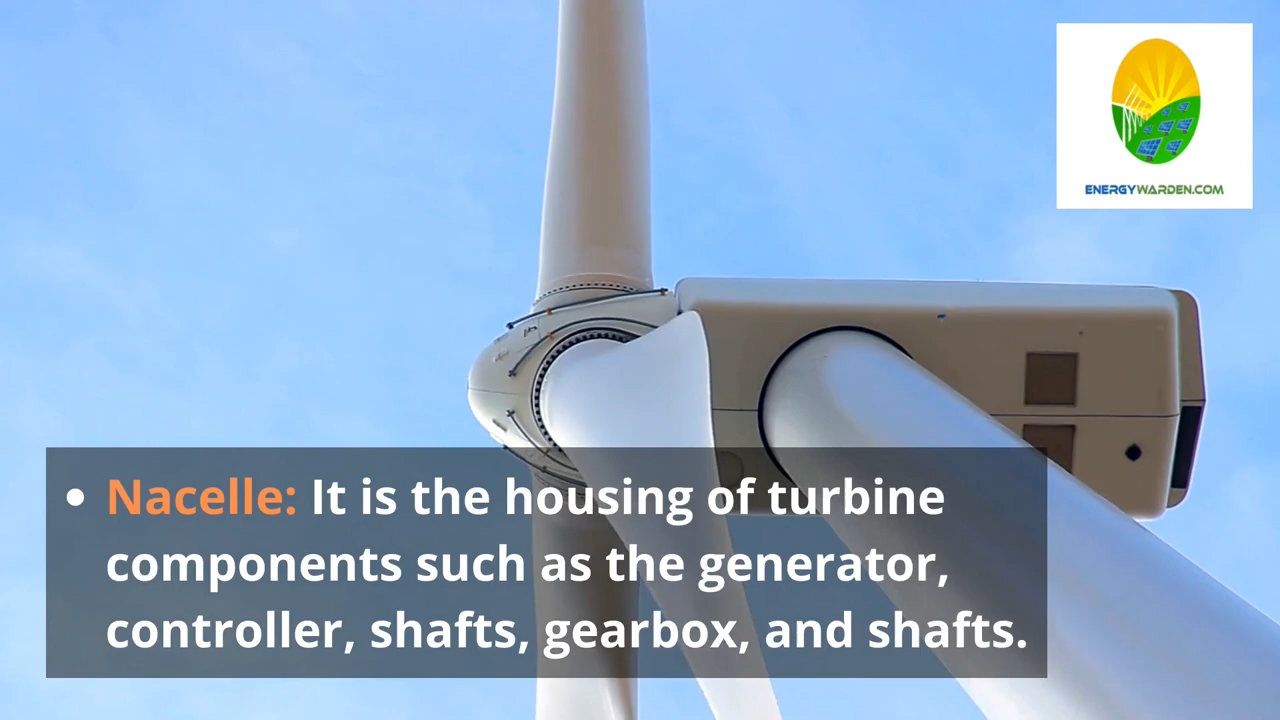 ENERGYWARDEN.COM
• Nacelle: It is the housing of turbine
components such as the generator,
controller, shafts, gearbox, and shafts.